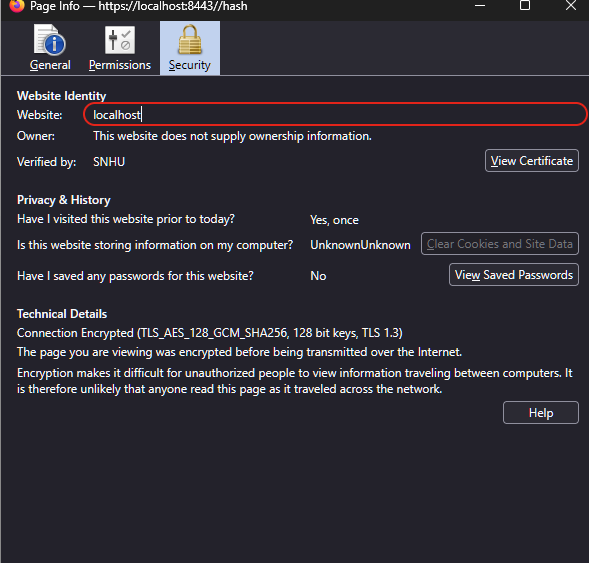 Page Info — https://localhost:8443//hash
General
Permissions
Security
Website Identity
Website: localhost
Owner: This website does not supply ownership information.
Verified by: SNHU
View Certificate
Privacy & History
Have I visited this website prior to today? Yes, once
Is this website storing information on my computer? UnknownUnknown Clear Cookies and Site Data
Have I saved any passwords for this website? No View Saved Passwords
Technical Details
Connection Encrypted (TLS_AES_128_GCM_SHA256, 128 bit keys, TLS 1.3)
The page you are viewing was encrypted before being transmitted over the Internet.
Encryption makes it difficult for unauthorized people to view information traveling between computers. It
is therefore unlikely that anyone read this page as it traveled across the network.
Help